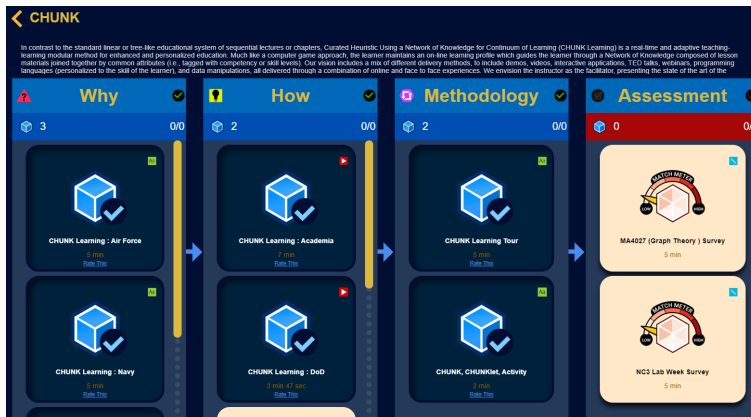 CHUNK
In contrast to the standard linear or tree-like educational system of sequential lectures or chapters, Curated Heuristic Using a Network of Knowledge for Continuum of Learning (CHUNK Learning) is a real-time and adaptive teaching-
learning modular method for enhanced and personalized education. Much like a computer game approach, the learner maintains an on-line learning profile which guides the learner through a Network of Knowledge composed of lesson
materials joined together by common attributes (i.e., tagged with competency or skill levels). Our vision includes a mix of different delivery methods, to include demos, videos, interactive applications, TED talks, webinars, programming
languages (personalized to the skill of the learner), and data manipulations, all delivered through a combination of online and face to face experiences. We envision the instructor as the facilitator, presenting the state of the art of the
Why
3 0/0
Aa
CHUNK Learning : Air Force
5 min
Rate This
Aa
CHUNK Learning : Navy
5 min
Rate This
How
2 0/0
CHUNK Learning : Academia
7 min
Rate This
CHUNK Learning : DoD
3 min 47 sec
Rate This
Methodology
2 0/0
Aa
CHUNK Learning Tour
5 min
Rate This
Aa
CHUNK, CHUNKlet, Activity
2 min
Rate This
Assessment
0 0/
MATCH METER
LOW HIGH
MA4027 (Graph Theory ) Survey
5 min
MATCH METER
LOW HIGH
NC3 Lab Week Survey
5 min